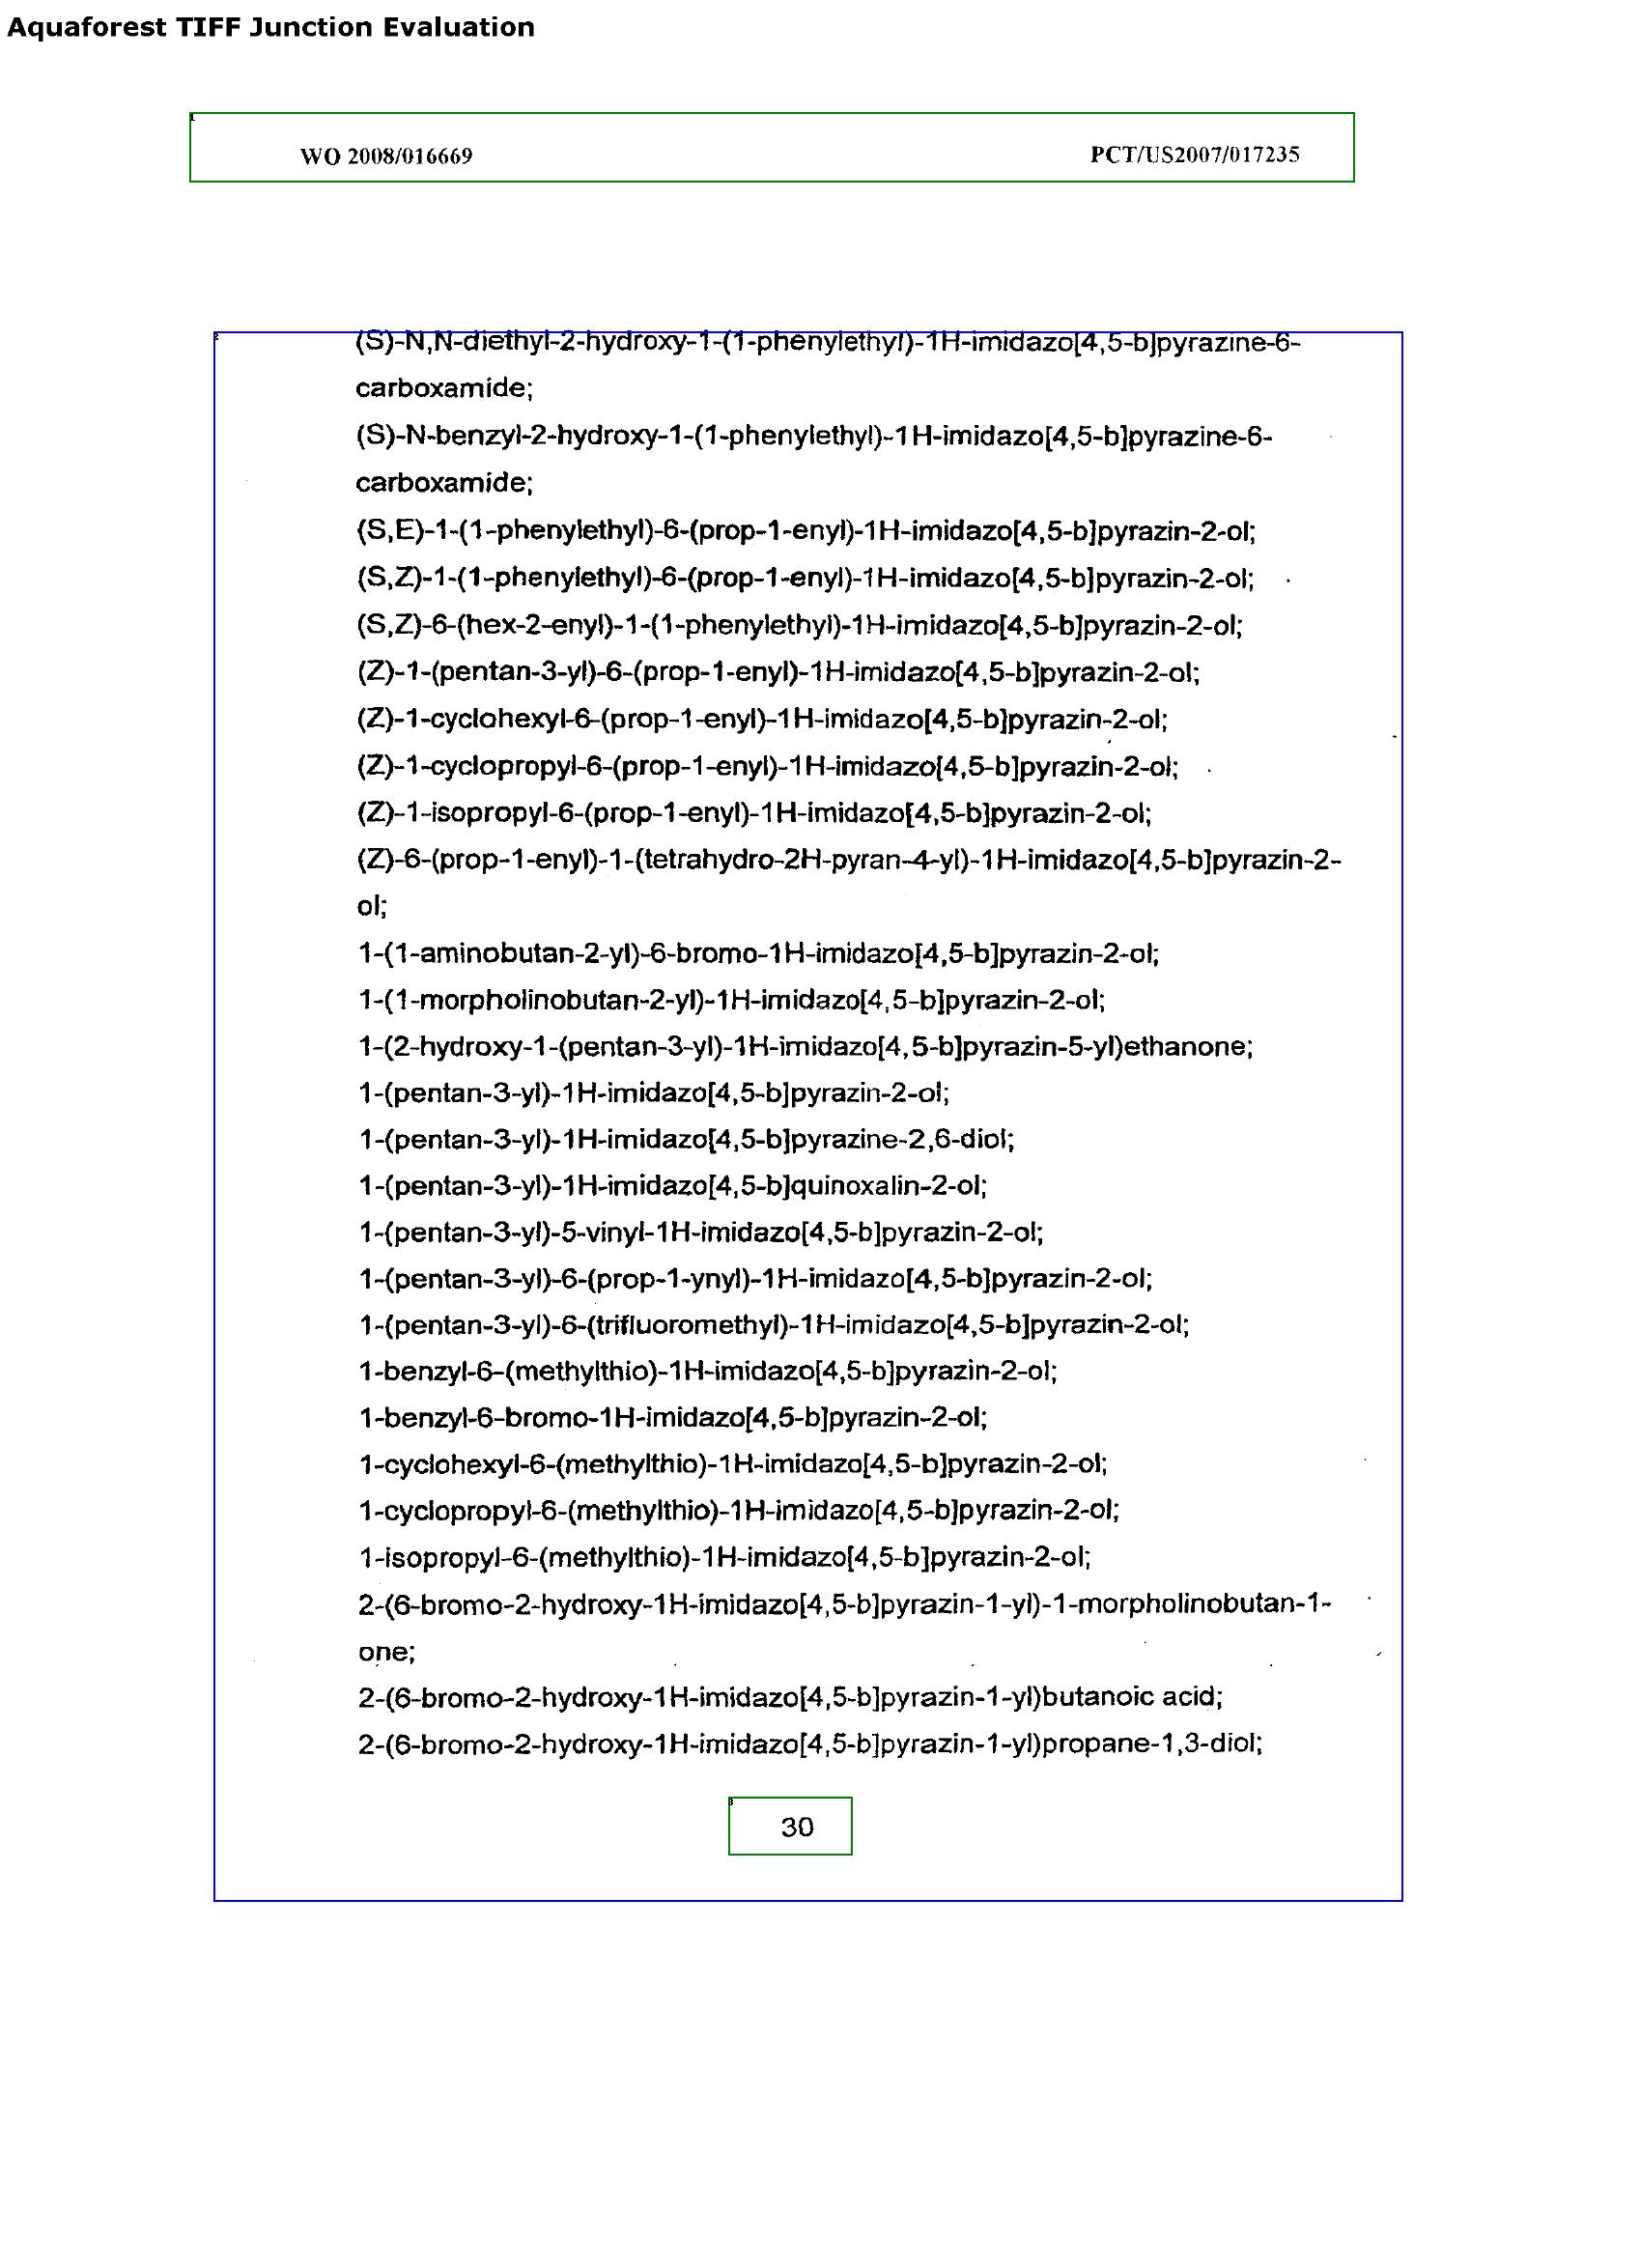 Aquaforest TIFF Junction Evaluation
WO 2008/016669 PCT/US2007/017235
(S)-N,N-diethyl-2-hydroxy-1-(1-phenylethyl)-1H-imidazo[4,5-b]pyrazine-6-
carboxamide;
(S)-N-benzyl-2-hydroxy-1-(1-phenylethyl)-1H-imidazo[4,5-b]pyrazine-6-
carboxamide;
(S,E)-1-(1-phenylethyl)-6-(prop-1-enyl)-1H-imidazo[4,5-b]pyrazin-2-ol;
(S,Z)-1-(1-phenylethyl)-6-(prop-1-enyl)-1H-imidazo[4,5-b]pyrazin-2-ol;
(S,Z)-6-(hex-2-enyl)-1-(1-phenylethyl)-1H-imidazo[4,5-b]pyrazin-2-ol;
(Z)-1-(pentan-3-yl)-6-(prop-1-enyl)-1H-imidazo[4,5-b]pyrazin-2-ol;
(Z)-1-cyclohexyl-6-(prop-1-enyl)-1H-imidazo[4,5-b]pyrazin-2-ol;
(Z)-1-cyclopropyl-6-(prop-1-enyl)-1H-imidazo[4,5-b]pyrazin-2-ol;
(Z)-1-isopropyl-6-(prop-1-enyl)-1H-imidazo[4,5-b]pyrazin-2-ol;
(Z)-6-(prop-1-enyl)-1-(tetrahydro-2H-pyran-4-yl)-1H-imidazo[4,5-b]pyrazin-2-
ol;
1-(1-aminobutan-2-yl)-6-bromo-1H-imidazo[4,5-b]pyrazin-2-ol;
1-(1-morpholinobutan-2-yl)-1H-imidazo[4,5-b]pyrazin-2-ol;
1-(2-hydroxy-1-(pentan-3-yl)-1H-imidazo[4,5-b]pyrazin-5-yl)ethanone;
1-(pentan-3-yl)-1H-imidazo[4,5-b]pyrazin-2-ol;
1-(pentan-3-yl)-1H-imidazo[4,5-b]pyrazine-2,6-diol;
1-(pentan-3-yl)-1H-imidazo[4,5-b]quinoxalin-2-ol;
1-(pentan-3-yl)-5-vinyl-1H-imidazo[4,5-b]pyrazin-2-ol;
1-(pentan-3-yl)-6-(prop-1-ynyl)-1H-imidazo[4,5-b]pyrazin-2-ol;
1-(pentan-3-yl)-6-(trifluoromethyl)-1H-imidazo[4,5-b]pyrazin-2-ol;
1-benzyl-6-(methylthio)-1H-imidazo[4,5-b]pyrazin-2-ol;
1-benzyl-6-bromo-1H-imidazo[4,5-b]pyrazin-2-ol;
1-cyclohexyl-6-(methylthio)-1H-imidazo[4,5-b]pyrazin-2-ol;
1-cyclopropyl-6-(methylthio)-1H-imidazo[4,5-b]pyrazin-2-ol;
1-isopropyl-6-(methylthio)-1H-imidazo[4,5-b]pyrazin-2-ol;
2-(6-bromo-2-hydroxy-1H-imidazo[4,5-b]pyrazin-1-yl)-1-morpholinobutan-1-
one;
2-(6-bromo-2-hydroxy-1H-imidazo[4,5-b]pyrazin-1-yl)butanoic acid;
2-(6-bromo-2-hydroxy-1H-imidazo[4,5-b]pyrazin-1-yl)propane-1,3-diol;
30